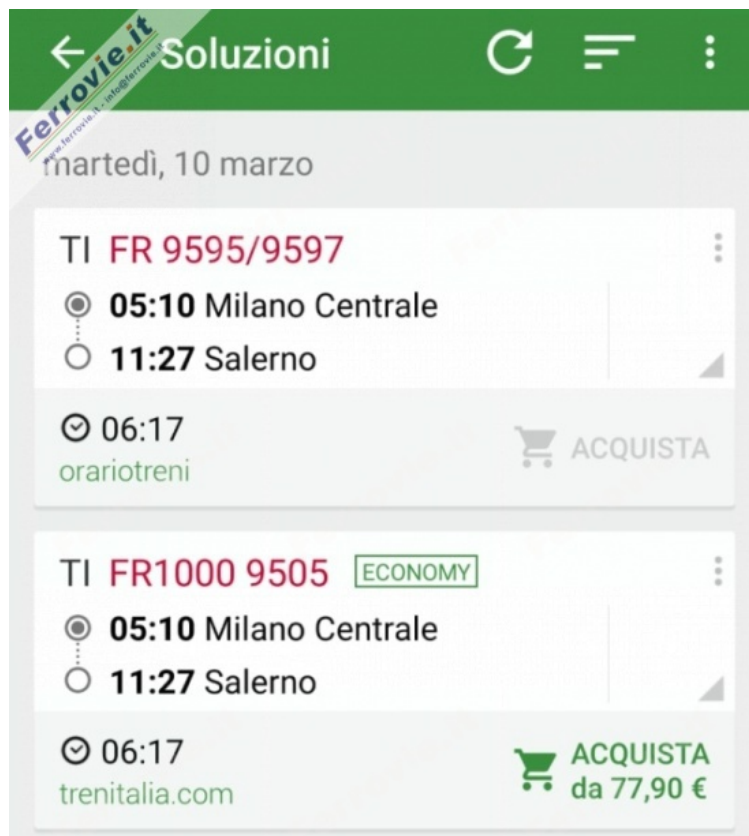 Ferrovie.it
www.ferrovie.it - info@ferrovie.it
Soluzioni
martedì, 10 marzo
TI FR 9595/9597
05:10 Milano Centrale
11:27 Salerno
06:17
orariotreni
ACQUISTA
TI FR1000 9505 ECONOMY
05:10 Milano Centrale
11:27 Salerno
06:17
trenitalia.com
ACQUISTA
da 77,90 €